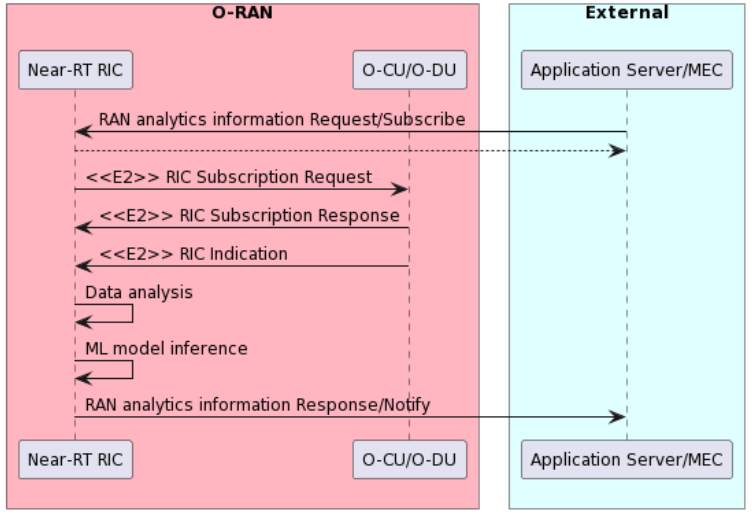 O-RAN
External
Near-RT RIC
O-CU/O-DU
Application Server/MEC
RAN analytics information Request/Subscribe
<<E2>> RIC Subscription Request
<<E2>> RIC Subscription Response
<<E2>> RIC Indication
Data analysis
ML model inference
RAN analytics information Response/Notify
Near-RT RIC
O-CU/O-DU
Application Server/MEC